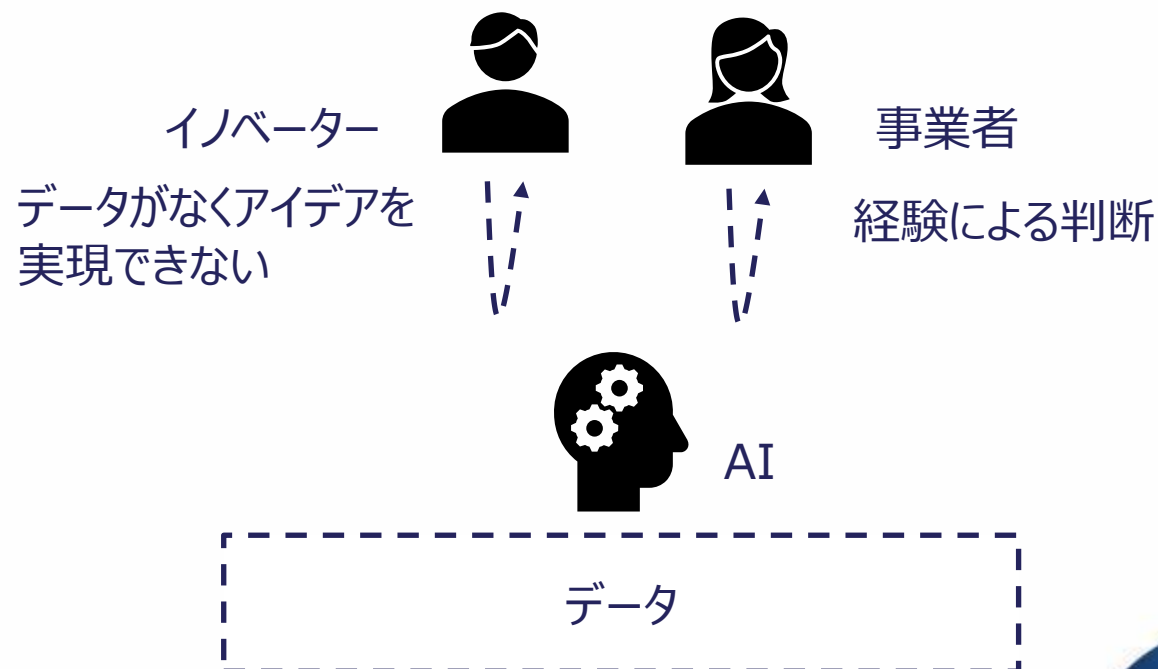 イノベーター
データがなくアイデアを
実現できない
事業者
経験による判断
AI
データ